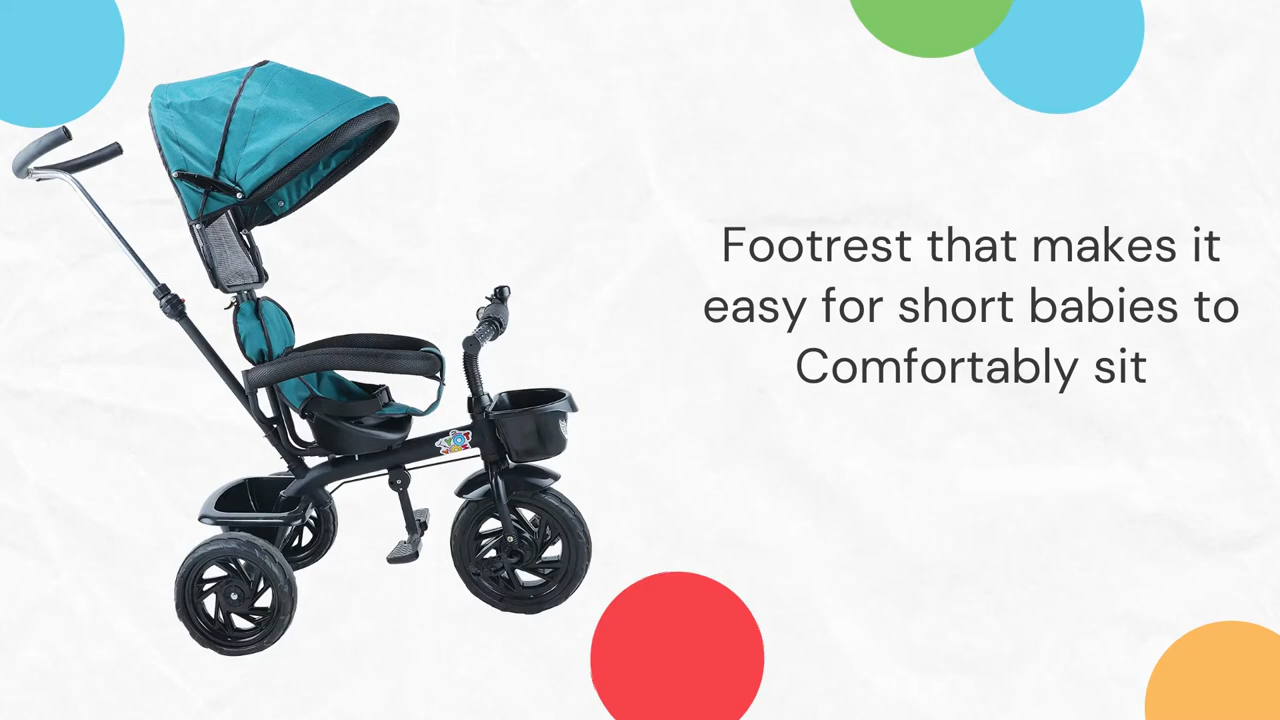 Footrest that makes it
easy for short babies to
Comfortably sit